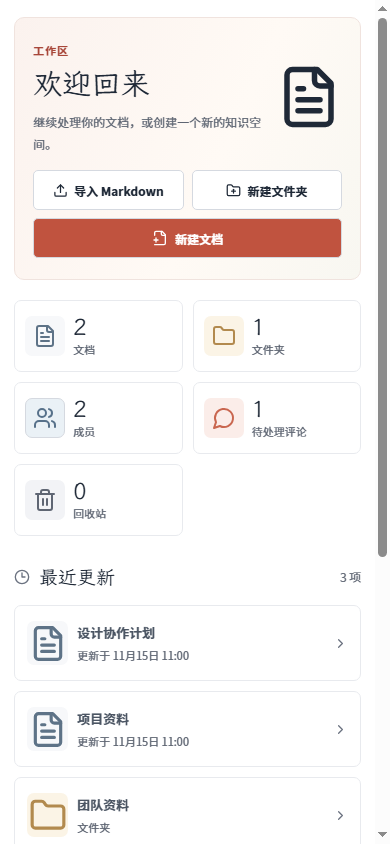 工作区
欢迎回来
继续处理你的文档，或创建一个新的知识空
间。
导入 Markdown
新建文件夹
新建文档
2
文档
1
文件夹
2
成员
1
待处理评论
0
回收站
最近更新
3 项
设计协作计划
更新于 11月15日 11:00
项目资料
更新于 11月15日 11:00
团队资料
文件夹